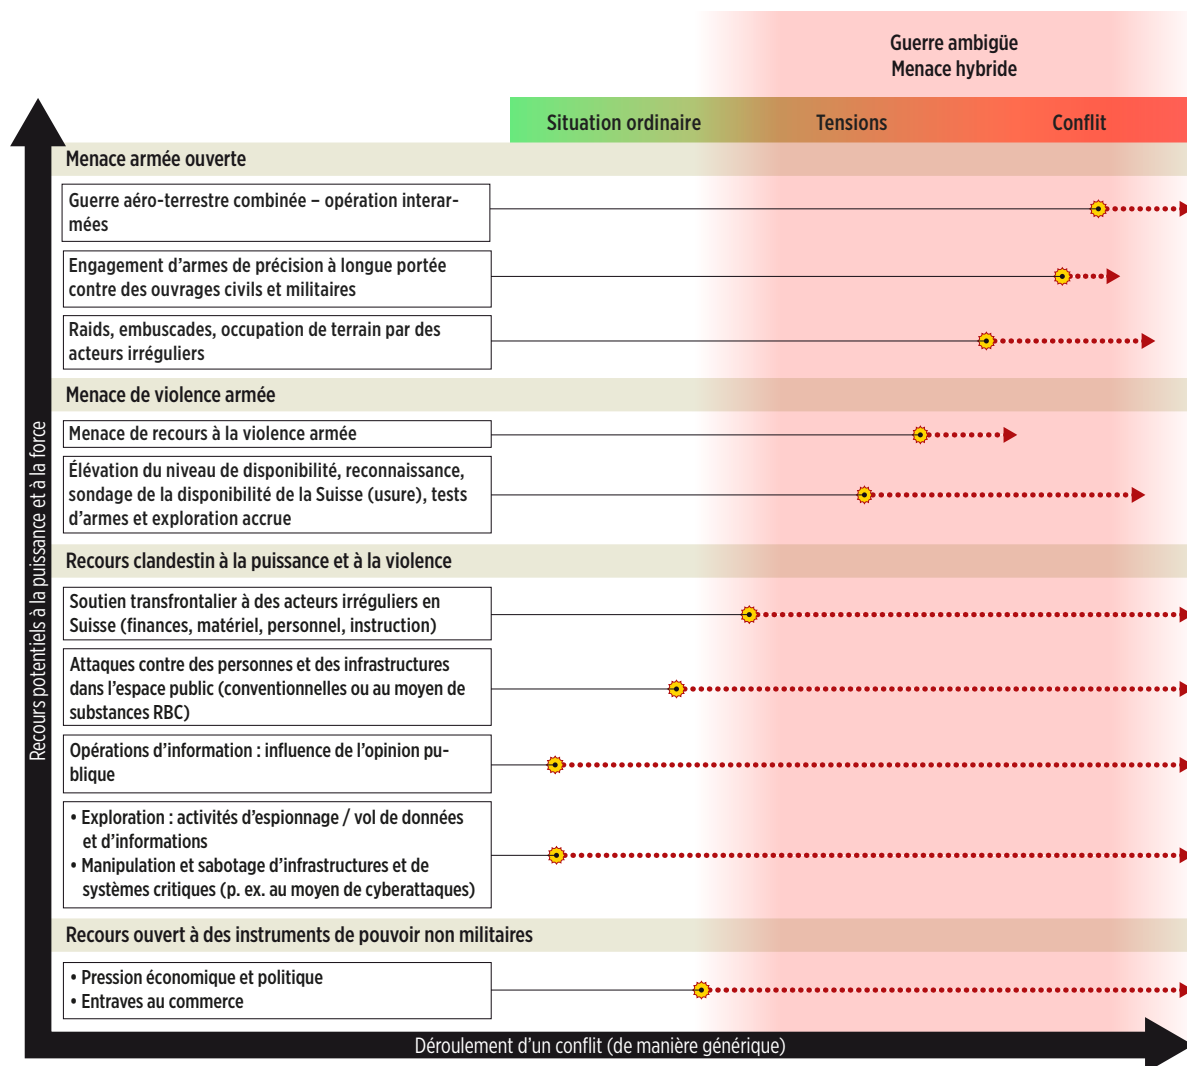 Guerre ambigüe
Menace hybride
Situation ordinaire
Tensions
Conflit
Menace armée ouverte
Guerre aéro-terrestre combinée – opération interar-
mées
Engagement d'armes de précision à longue portée
contre des ouvrages civils et militaires
Raids, embuscades, occupation de terrain par des
acteurs irréguliers
Menace de violence armée
Menace de recours à la violence armée
Élévation du niveau de disponibilité, reconnaissance,
sondage de la disponibilité de la Suisse (usure), tests
d'armes et exploration accrue
Recours clandestin à la puissance et à la violence
Soutien transfrontalier à des acteurs irréguliers en
Suisse (finances, matériel, personnel, instruction)
Attaques contre des personnes et des infrastructures
dans l'espace public (conventionnelles ou au moyen de
substances RBC)
Opérations d'information : influence de l'opinion pu-
blique
• Exploration : activités d'espionnage / vol de données
et d'informations
• Manipulation et sabotage d'infrastructures et de
systèmes critiques (p. ex. au moyen de cyberattaques)
Recours ouvert à des instruments de pouvoir non militaires
• Pression économique et politique
• Entraves au commerce
Recours potentiels à la puissance et à la force
Déroulement d'un conflit (de manière générique)